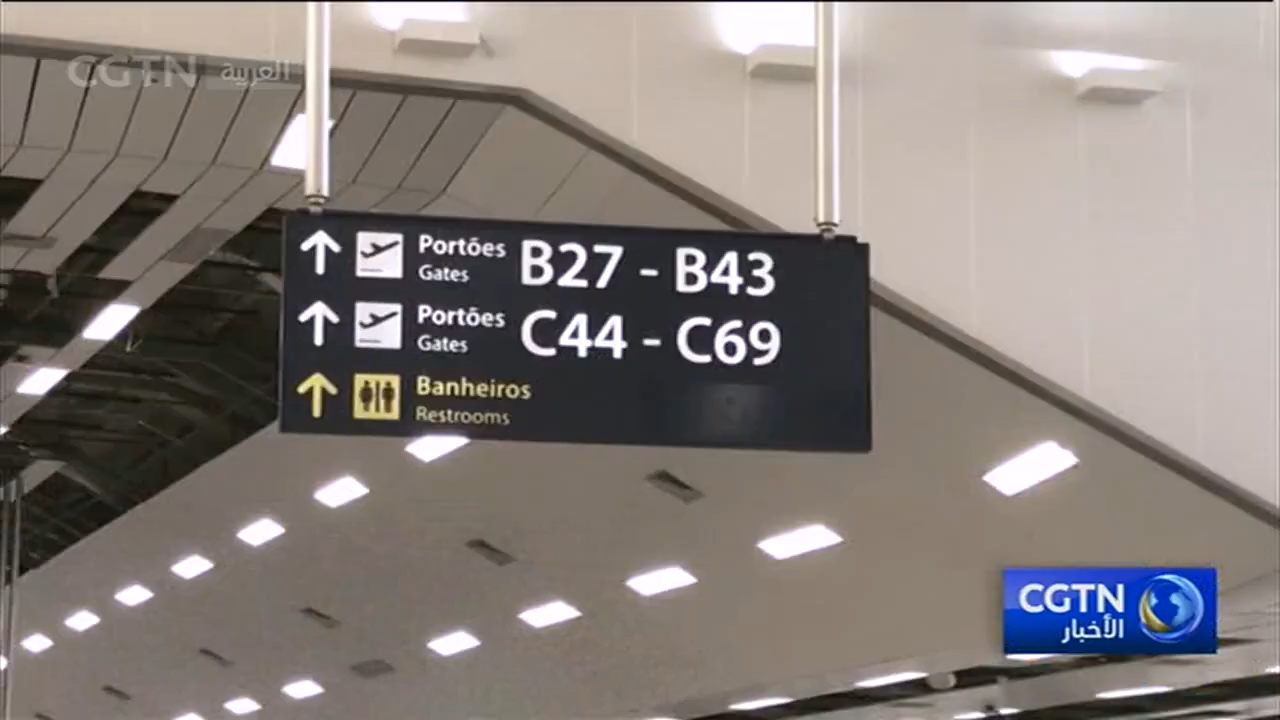 CGTN العربية
Portões B27 - B43
Gates
Portões C44 - C69
Gates
Banheiros
Restrooms
CGTN
الأخبار